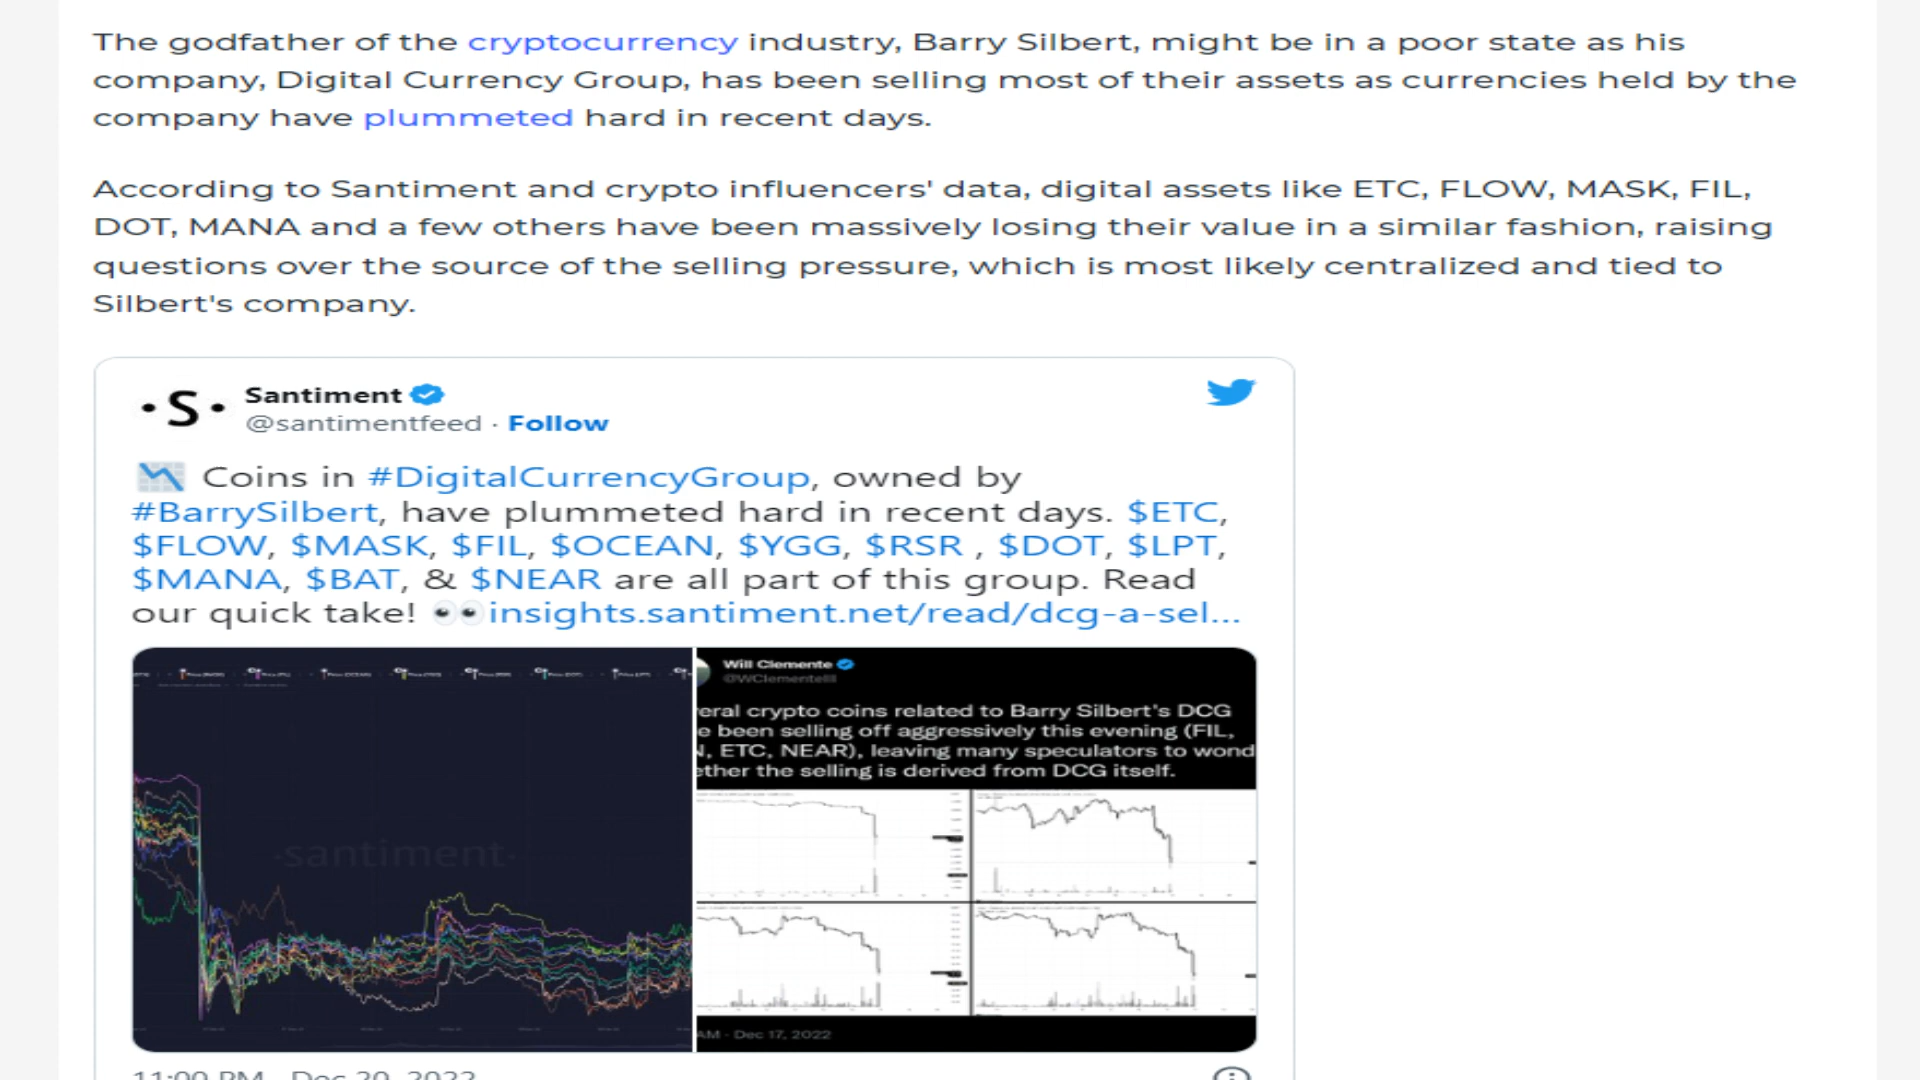 The godfather of the cryptocurrency industry, Barry Silbert, might be in a poor state as his
company, Digital Currency Group, has been selling most of their assets as currencies held by the
company have plummeted hard in recent days.
According to Santiment and crypto influencers' data, digital assets like ETC, FLOW, MASK, FIL,
DOT, MANA and a few others have been massively losing their value in a similar fashion, raising
questions over the source of the selling pressure, which is most likely centralized and tied to
Silbert's company.
·S·
Santiment
@santimentfeed · Follow
Coins in #DigitalCurrencyGroup, owned by
#BarrySilbert, have plummeted hard in recent days. $ETC,
$FLOW, $MASK, $FIL, $OCEAN, $YGG, $RSR , $DOT, $LPT,
$MANA, $BAT, & $NEAR are all part of this group. Read
our quick take! 👀insights.santiment.net/read/dcg-a-sel...
·santiment·
Will Clemente
@WClementeIII
eral crypto coins related to Barry Silbert's DCG
e been selling off aggressively this evening (FIL,
, ETC, NEAR), leaving many speculators to wond
ether the selling is derived from DCG itself.
AM · Dec 17, 2022
11:00 PM · Dec 20, 2022